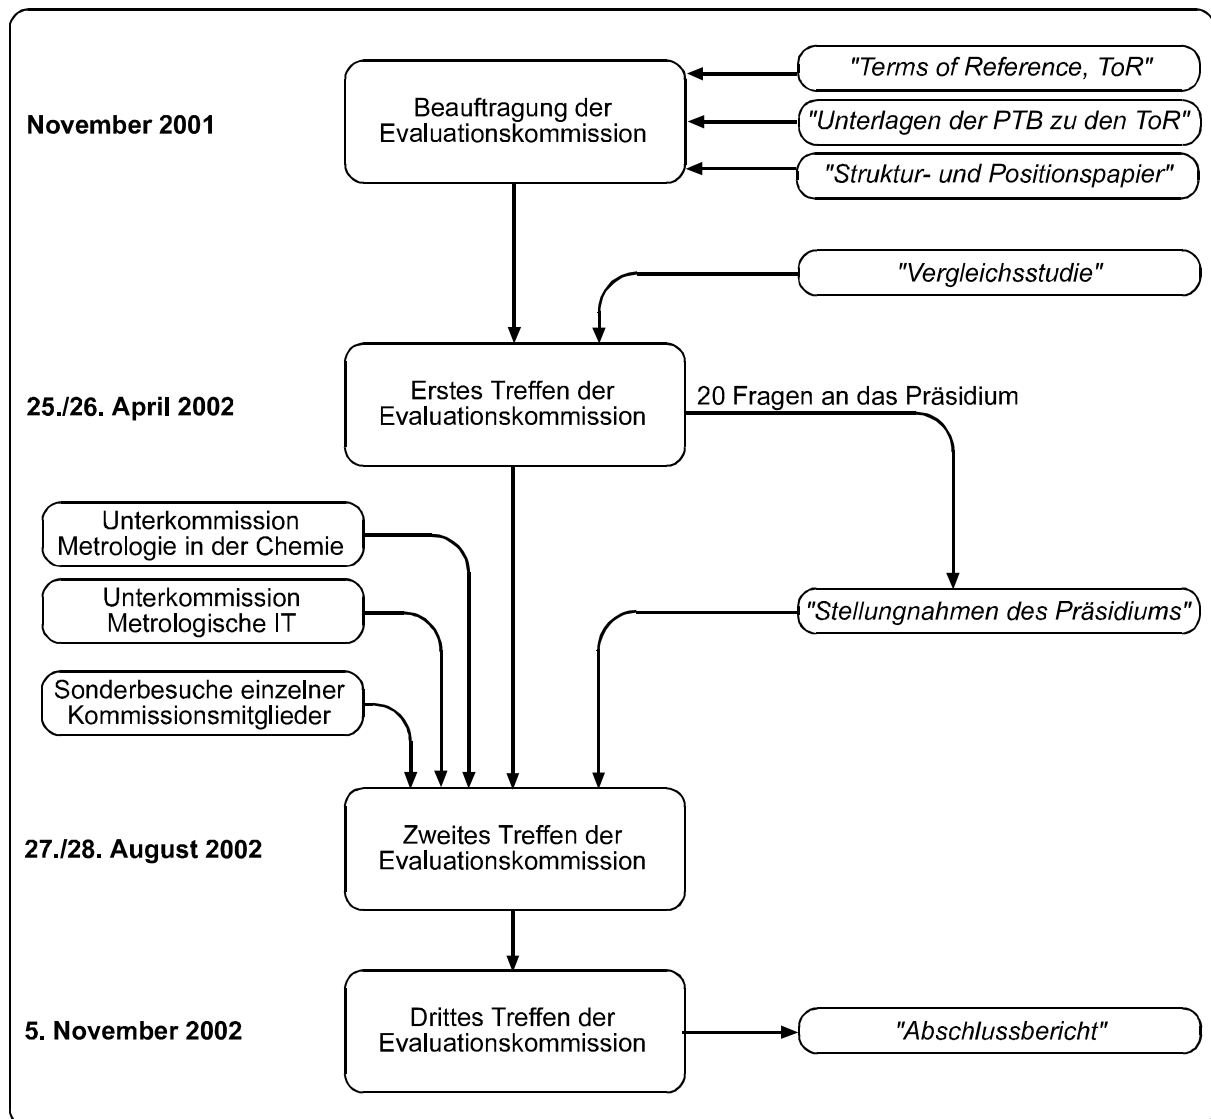 "Terms of Reference, ToR"
November 2001
Beauftragung der
Evaluationskommission
"Unterlagen der PTB zu den ToR"
"Struktur- und Positionspapier"
"Vergleichsstudie"
25./26. April 2002
Erstes Treffen der
Evaluationskommission
20 Fragen an das Präsidium
Unterkommission
Metrologie in der Chemie
Unterkommission
Metrologische IT
"Stellungnahmen des Präsidiums"
Sonderbesuche einzelner
Kommissionsmitglieder
27./28. August 2002
Zweites Treffen der
Evaluationskommission
5. November 2002
Drittes Treffen der
Evaluationskommission
"Abschlussbericht"